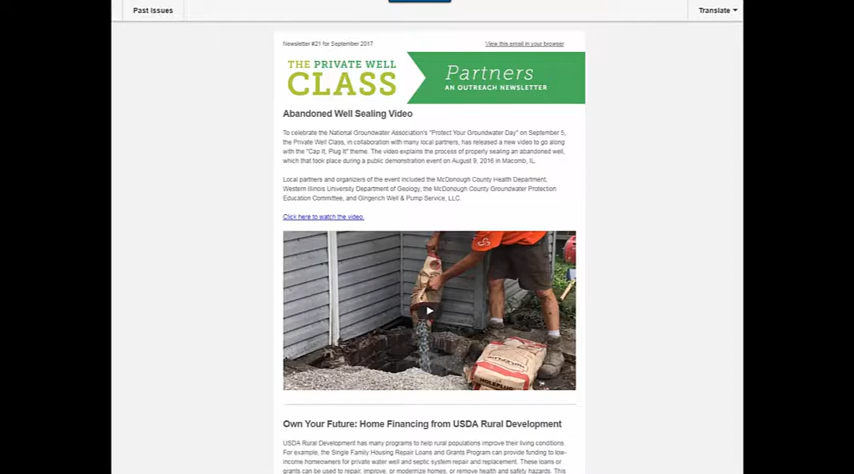 Past Issues
Translate
Newsletter #21 for September 2017
View this email in your browser
THE PRIVATE WELL
CLASS
Partners
AN OUTREACH NEWSLETTER
Abandoned Well Sealing Video
To celebrate the National Groundwater Association's "Protect Your Groundwater Day" on September 5,
the Private Well Class, in collaboration with many local partners, has released a new video to go along
with the "Cap it, Plug it" theme. The video explains the process of properly sealing an abandoned well,
which that took place during a public demonstration event on August 9, 2016 in Macomb, IL.
Local partners and organizers of the event included the McDonough County Health Department,
Western Illinois University Department of Geology, the McDonough County Groundwater Protection
Education Committee, and Gingerich Well & Pump Service, LLC.
Click here to watch the video.
HOLEPLUG
Own Your Future: Home Financing from USDA Rural Development
USDA Rural Development has many programs to help rural populations improve their living conditions.
For example, the Single Family Housing Repair Loans and Grants Program can provide funding to low-
income homeowners for private water well and septic system repair and replacement. These loans or
grants can be used to repair, improve, or modernize homes, or remove health and safety hazards. This